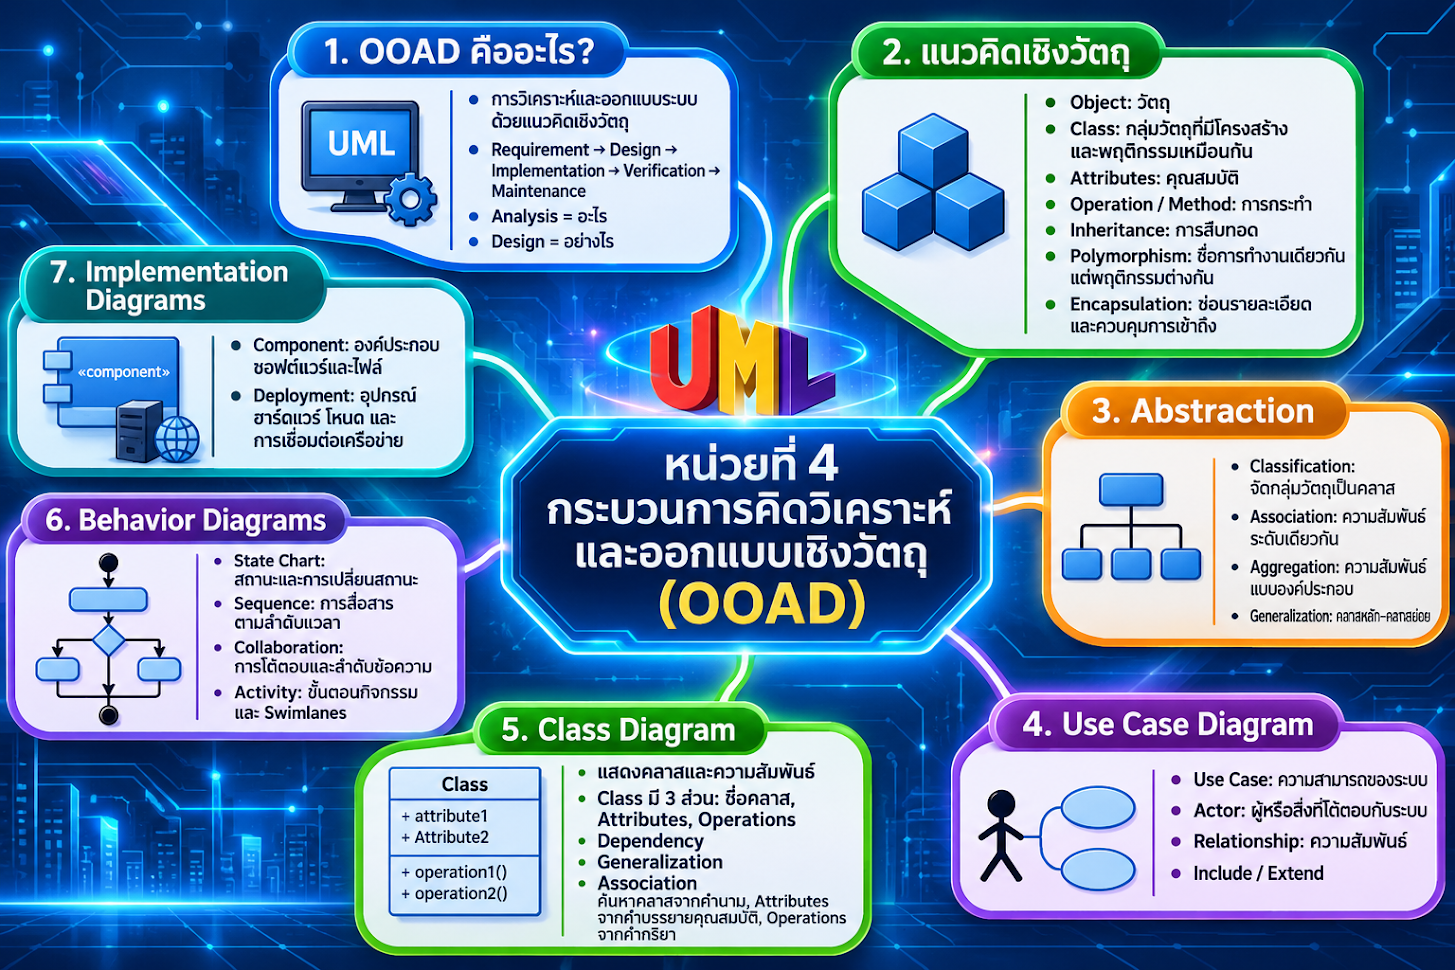 1. OOAD คืออะไร?
UML
• การวิเคราะห์และออกแบบระบบ
ด้วยแนวคิดเชิงวัตถุ
• Requirement → Design →
Implementation → Verification →
Maintenance
• Analysis = อะไร
• Design = อย่างไร
2. แนวคิดเชิงวัตถุ
• Object: วัตถุ
• Class: กลุ่มวัตถุที่มีโครงสร้าง
และพฤติกรรมเหมือนกัน
• Attributes: คุณสมบัติ
• Operation / Method: การกระทำ
• Inheritance: การสืบทอด
• Polymorphism: ชื่อการทำงานเดียวกัน
แต่พฤติกรรมต่างกัน
• Encapsulation: ซ่อนรายละเอียด
และควบคุมการเข้าถึง
7. Implementation
Diagrams
«component»
• Component: องค์ประกอบ
ซอฟต์แวร์และไฟล์
• Deployment: อุปกรณ์
ฮาร์ดแวร์ โหนด และ
การเชื่อมต่อเครือข่าย
UML
หน่วยที่ 4
กระบวนการคิดวิเคราะห์
และออกแบบเชิงวัตถุ
(OOAD)
3. Abstraction
• Classification:
จัดกลุ่มวัตถุเป็นคลาส
• Association: ความสัมพันธ์
ระดับเดียวกัน
• Aggregation: ความสัมพันธ์
แบบองค์ประกอบ
• Generalization: คลาสหลัก-คลาสย่อย
6. Behavior Diagrams
• State Chart:
สถานะและการเปลี่ยนสถานะ
• Sequence: การสื่อสาร
ตามลำดับเวลา
• Collaboration:
การโต้ตอบและลำดับข้อความ
• Activity: ขั้นตอนกิจกรรม
และ Swimlanes
5. Class Diagram
Class
+ attribute1
+ Attribute2
+ operation1()
+ operation2()
• แสดงคลาสและความสัมพันธ์
• Class มี 3 ส่วน: ชื่อคลาส,
Attributes, Operations
• Dependency
• Generalization
• Association
ค้นหาคลาสจากคำนาม, Attributes
จากคำบรรยายคุณสมบัติ, Operations
จากคำกริยา
4. Use Case Diagram
• Use Case: ความสามารถของระบบ
• Actor: ผู้หรือสิ่งที่โต้ตอบกับระบบ
• Relationship: ความสัมพันธ์
• Include / Extend